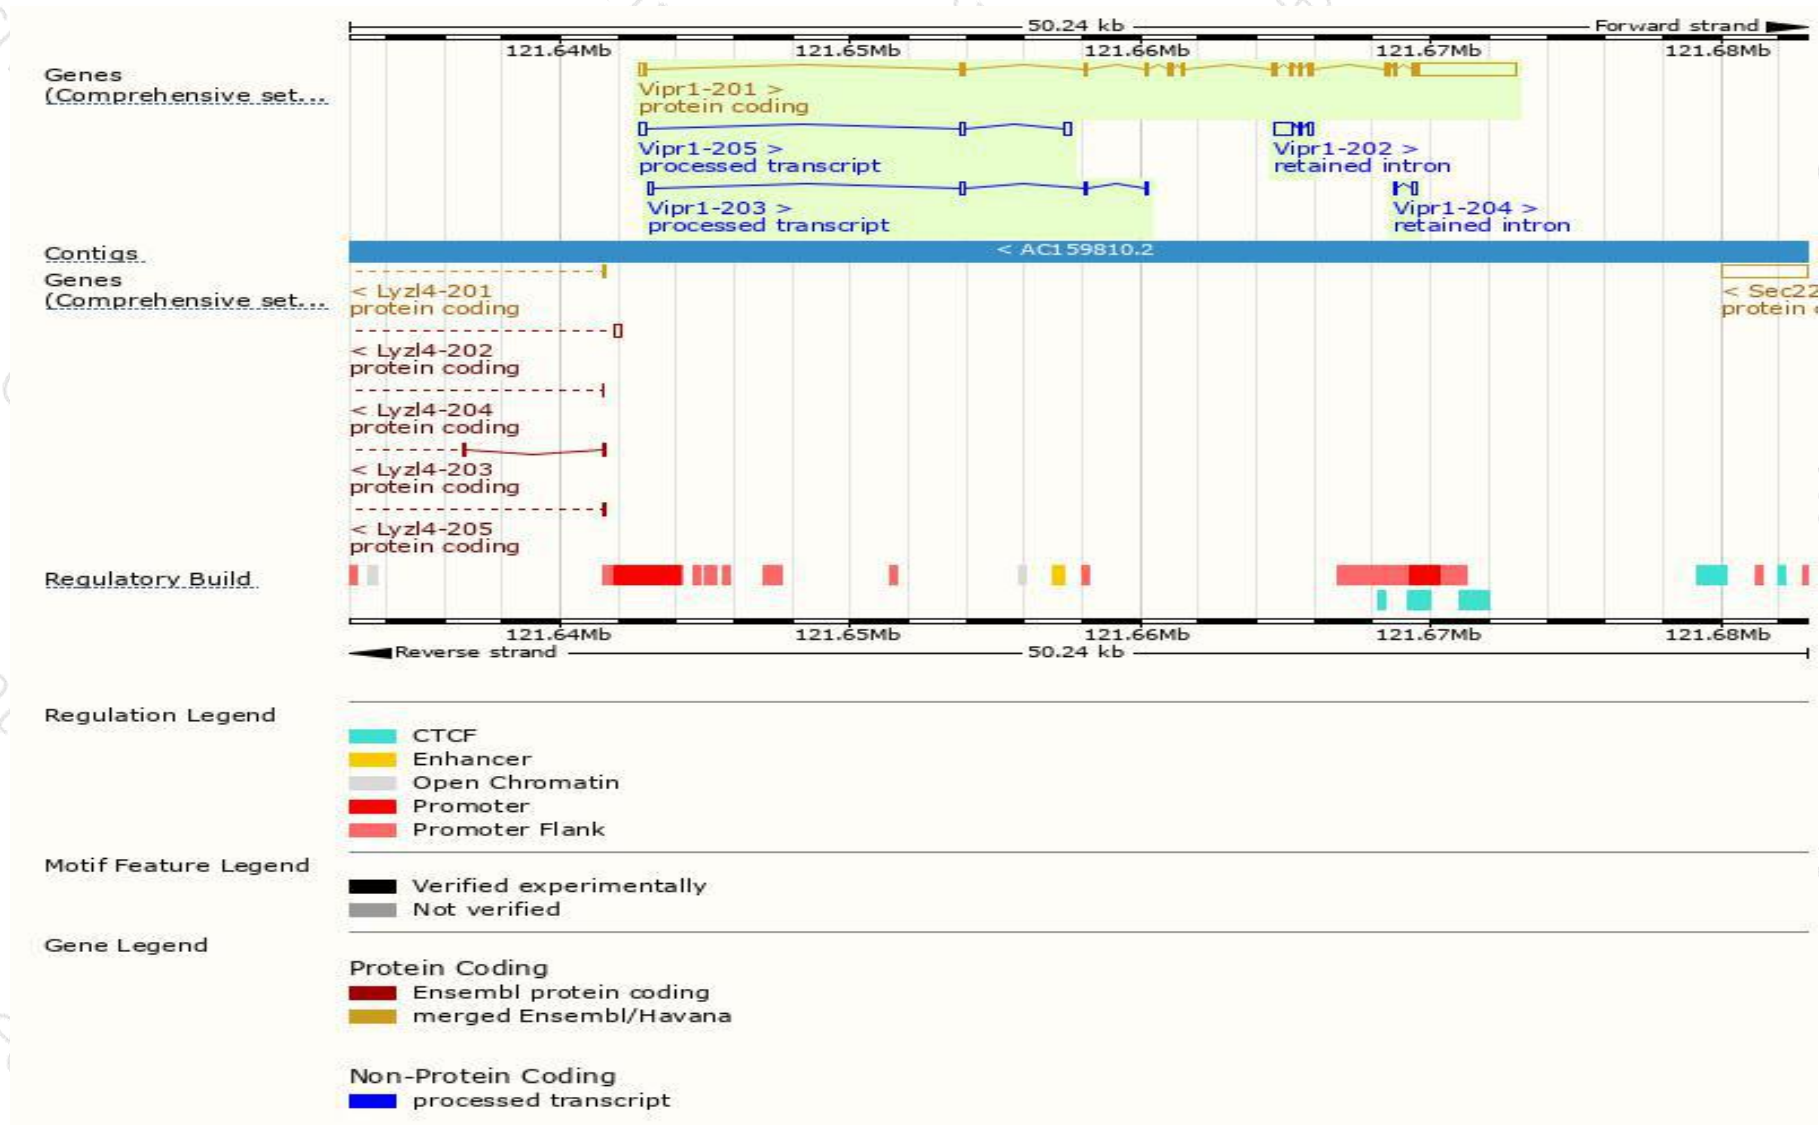 50.24 kb Forward strand
121.64Mb 121.65Mb 121.66Mb 121.67Mb 121.68Mb
Genes
(Comprehensive set...
Vipr1-201 >
protein coding
Vipr1-205 > Vipr1-202 >
processed transcript retained intron
Vipr1-203 > Vipr1-204 >
processed transcript retained intron
Contigs < AC159810.2
Genes
(Comprehensive set...
< Lyzl4-201 < Sec22
protein coding protein
< Lyzl4-202
protein coding
< Lyzl4-204
protein coding
< Lyzl4-203
protein coding
< Lyzl4-205
protein coding
Regulatory Build
121.64Mb 121.65Mb 121.66Mb 121.67Mb 121.68Mb
Reverse strand 50.24 kb
Regulation Legend
CTCF
Enhancer
Open Chromatin
Promoter
Promoter Flank
Motif Feature Legend
Verified experimentally
Not verified
Gene Legend
Protein Coding
Ensembl protein coding
merged Ensembl/Havana
Non-Protein Coding
processed transcript